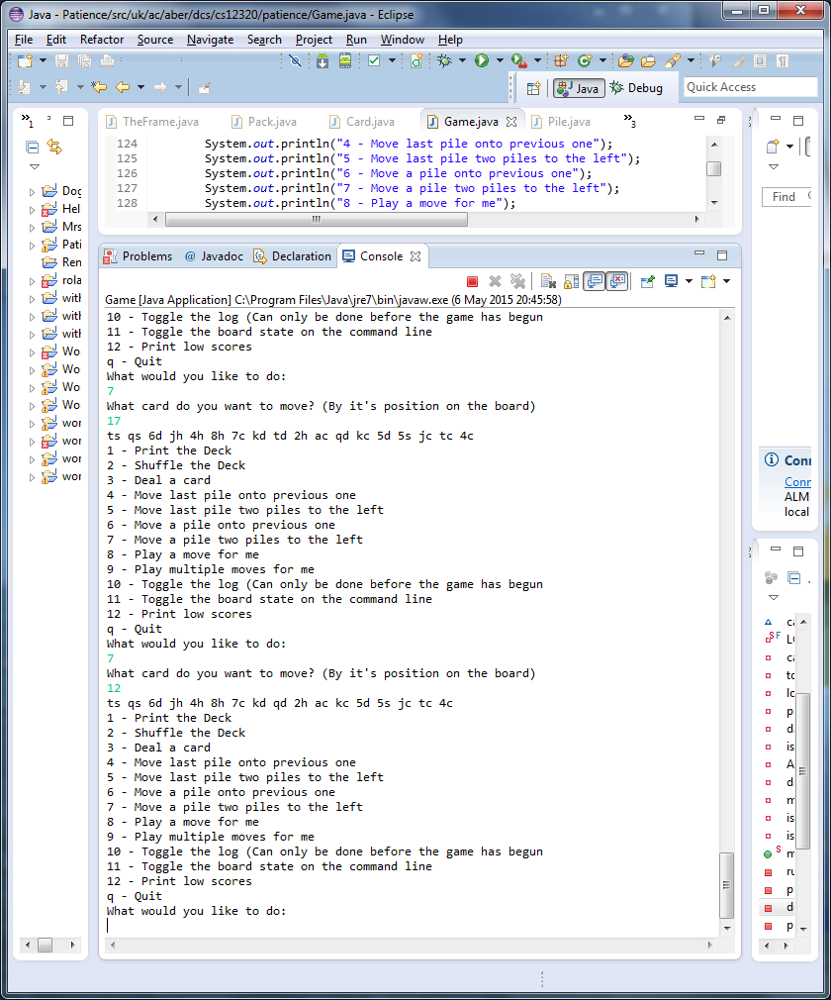 Java - Patience/src/uk/ac/aber/dcs/cs12320/patience/Game.java - Eclipse
File Edit Refactor Source Navigate Search Project Run Window Help
Java Debug Quick Access
»1
TheFrame.java Pack.java Card.java Game.java Pile.java »3
124 System.out.println("4 - Move last pile onto previous one");
125 System.out.println("5 - Move last pile two piles to the left");
126 System.out.println("6 - Move a pile onto previous one");
127 System.out.println("7 - Move a pile two piles to the left");
128 System.out.println("8 - Play a move for me");
Find
Dog
Hel
Mrs
Pati
Ren
rola
with
with
with
Wo
Wo
Wo
Wo
wor
wor
wor
wor
Problems @ Javadoc Declaration Console
Game [Java Application] C:\Program Files\Java\jre7\bin\javaw.exe (6 May 2015 20:45:58)
10 - Toggle the log (Can only be done before the game has begun
11 - Toggle the board state on the command line
12 - Print low scores
q - Quit
What would you like to do:
7
What card do you want to move? (By it's position on the board)
17
ts qs 6d jh 4h 8h 7c kd td 2h ac qd kc 5d 5s jc tc 4c
1 - Print the Deck
2 - Shuffle the Deck
3 - Deal a card
4 - Move last pile onto previous one
5 - Move last pile two piles to the left
6 - Move a pile onto previous one
7 - Move a pile two piles to the left
8 - Play a move for me
9 - Play multiple moves for me
10 - Toggle the log (Can only be done before the game has begun
11 - Toggle the board state on the command line
12 - Print low scores
q - Quit
What would you like to do:
7
What card do you want to move? (By it's position on the board)
12
ts qs 6d jh 4h 8h 7c kd qd 2h ac kc 5d 5s jc tc 4c
1 - Print the Deck
2 - Shuffle the Deck
3 - Deal a card
4 - Move last pile onto previous one
5 - Move last pile two piles to the left
6 - Move a pile onto previous one
7 - Move a pile two piles to the left
8 - Play a move for me
9 - Play multiple moves for me
10 - Toggle the log (Can only be done before the game has begun
11 - Toggle the board state on the command line
12 - Print low scores
q - Quit
What would you like to do:
Conn
Conn
ALM
local